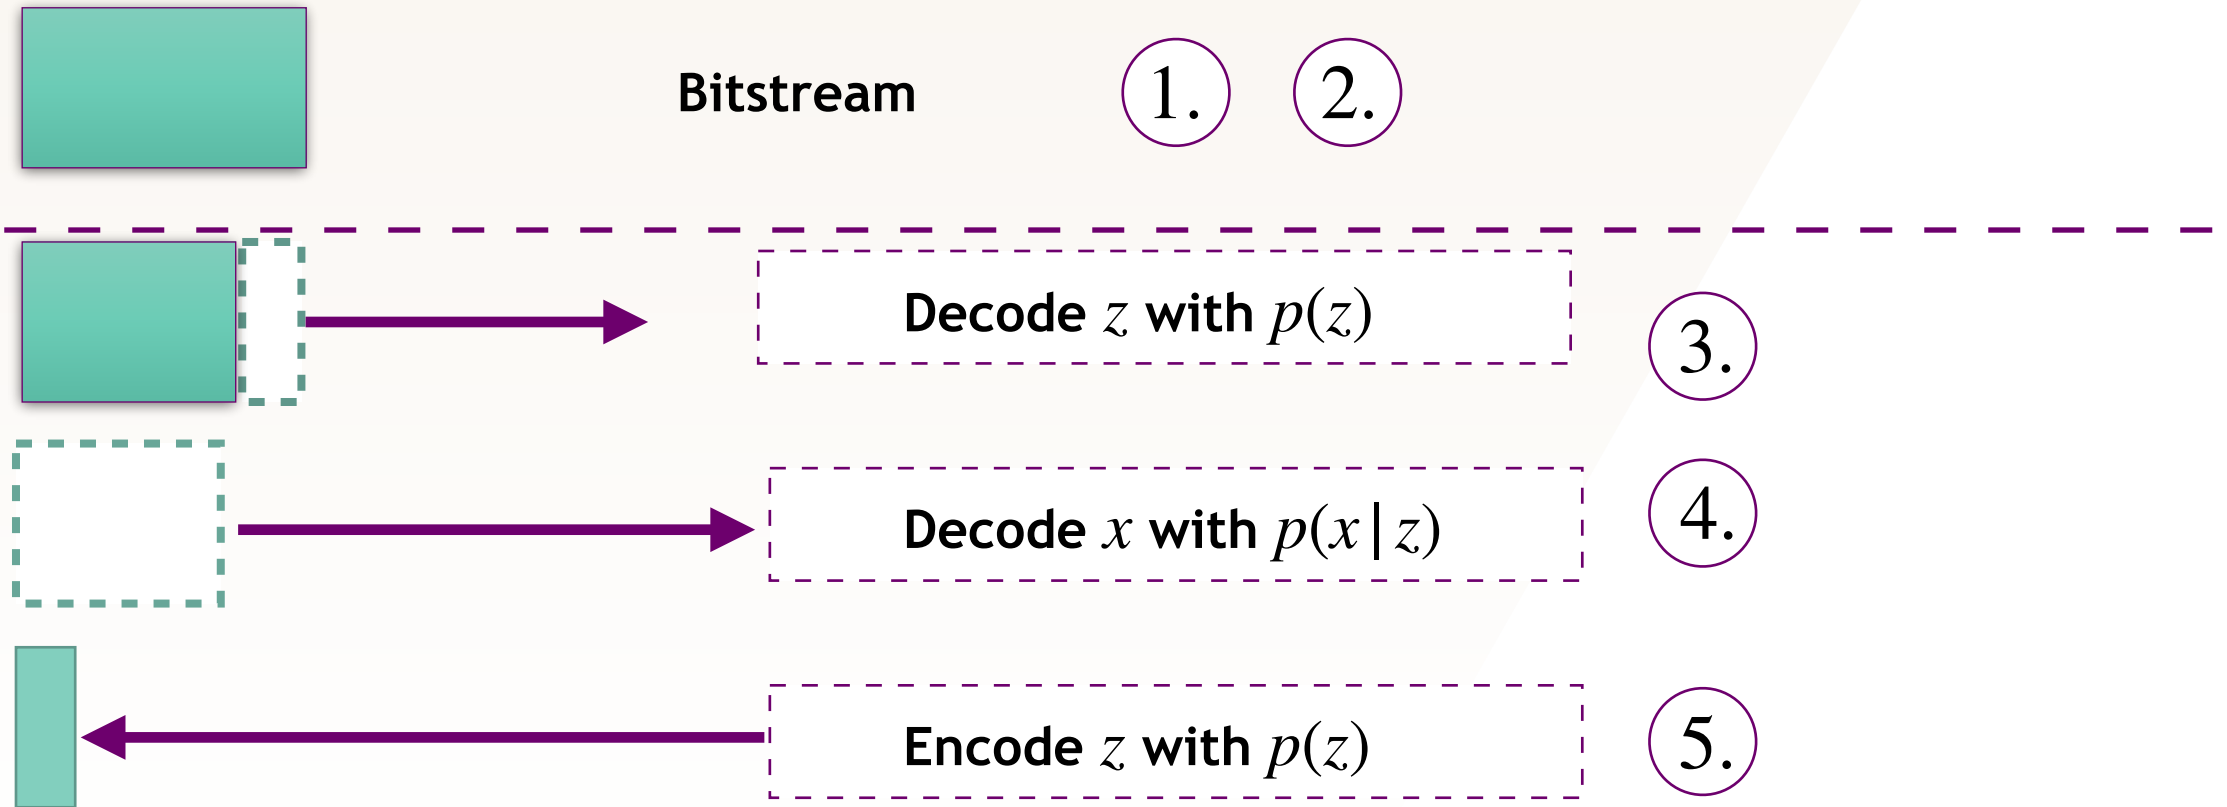 Bitstream 1. 2.
Decode z with p(z)
3.
Decode x with p(x|z)
4.
Encode z with p(z)
5.